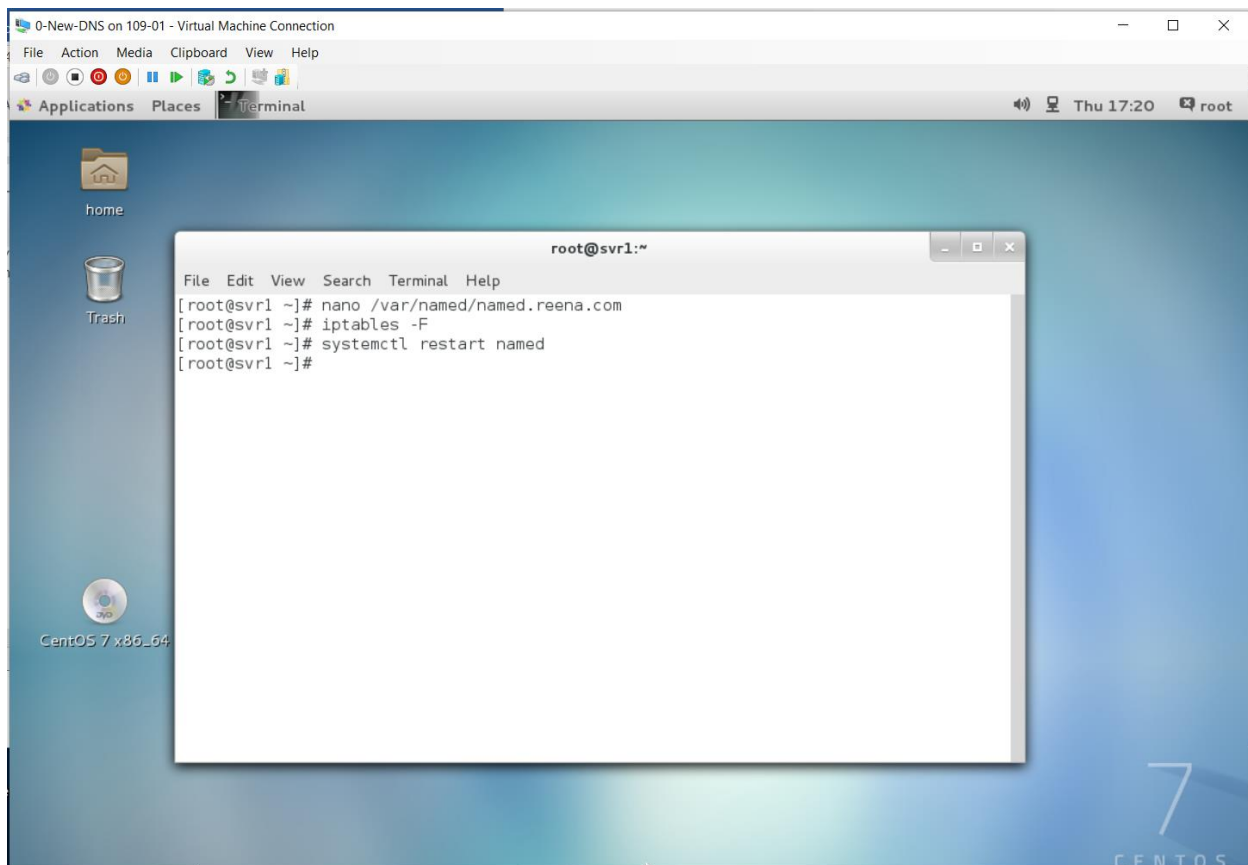 0-New-DNS on 109-01 - Virtual Machine Connection
File Action Media Clipboard View Help
Applications Places Terminal Thu 17:20 root
home
root@svr1:~
File Edit View Search Terminal Help
[root@svr1 ~]# nano /var/named/named.reena.com
[root@svr1 ~]# iptables -F
[root@svr1 ~]# systemctl restart named
[root@svr1 ~]#
Trash
CentOS 7 x86_64
7
CENTOS